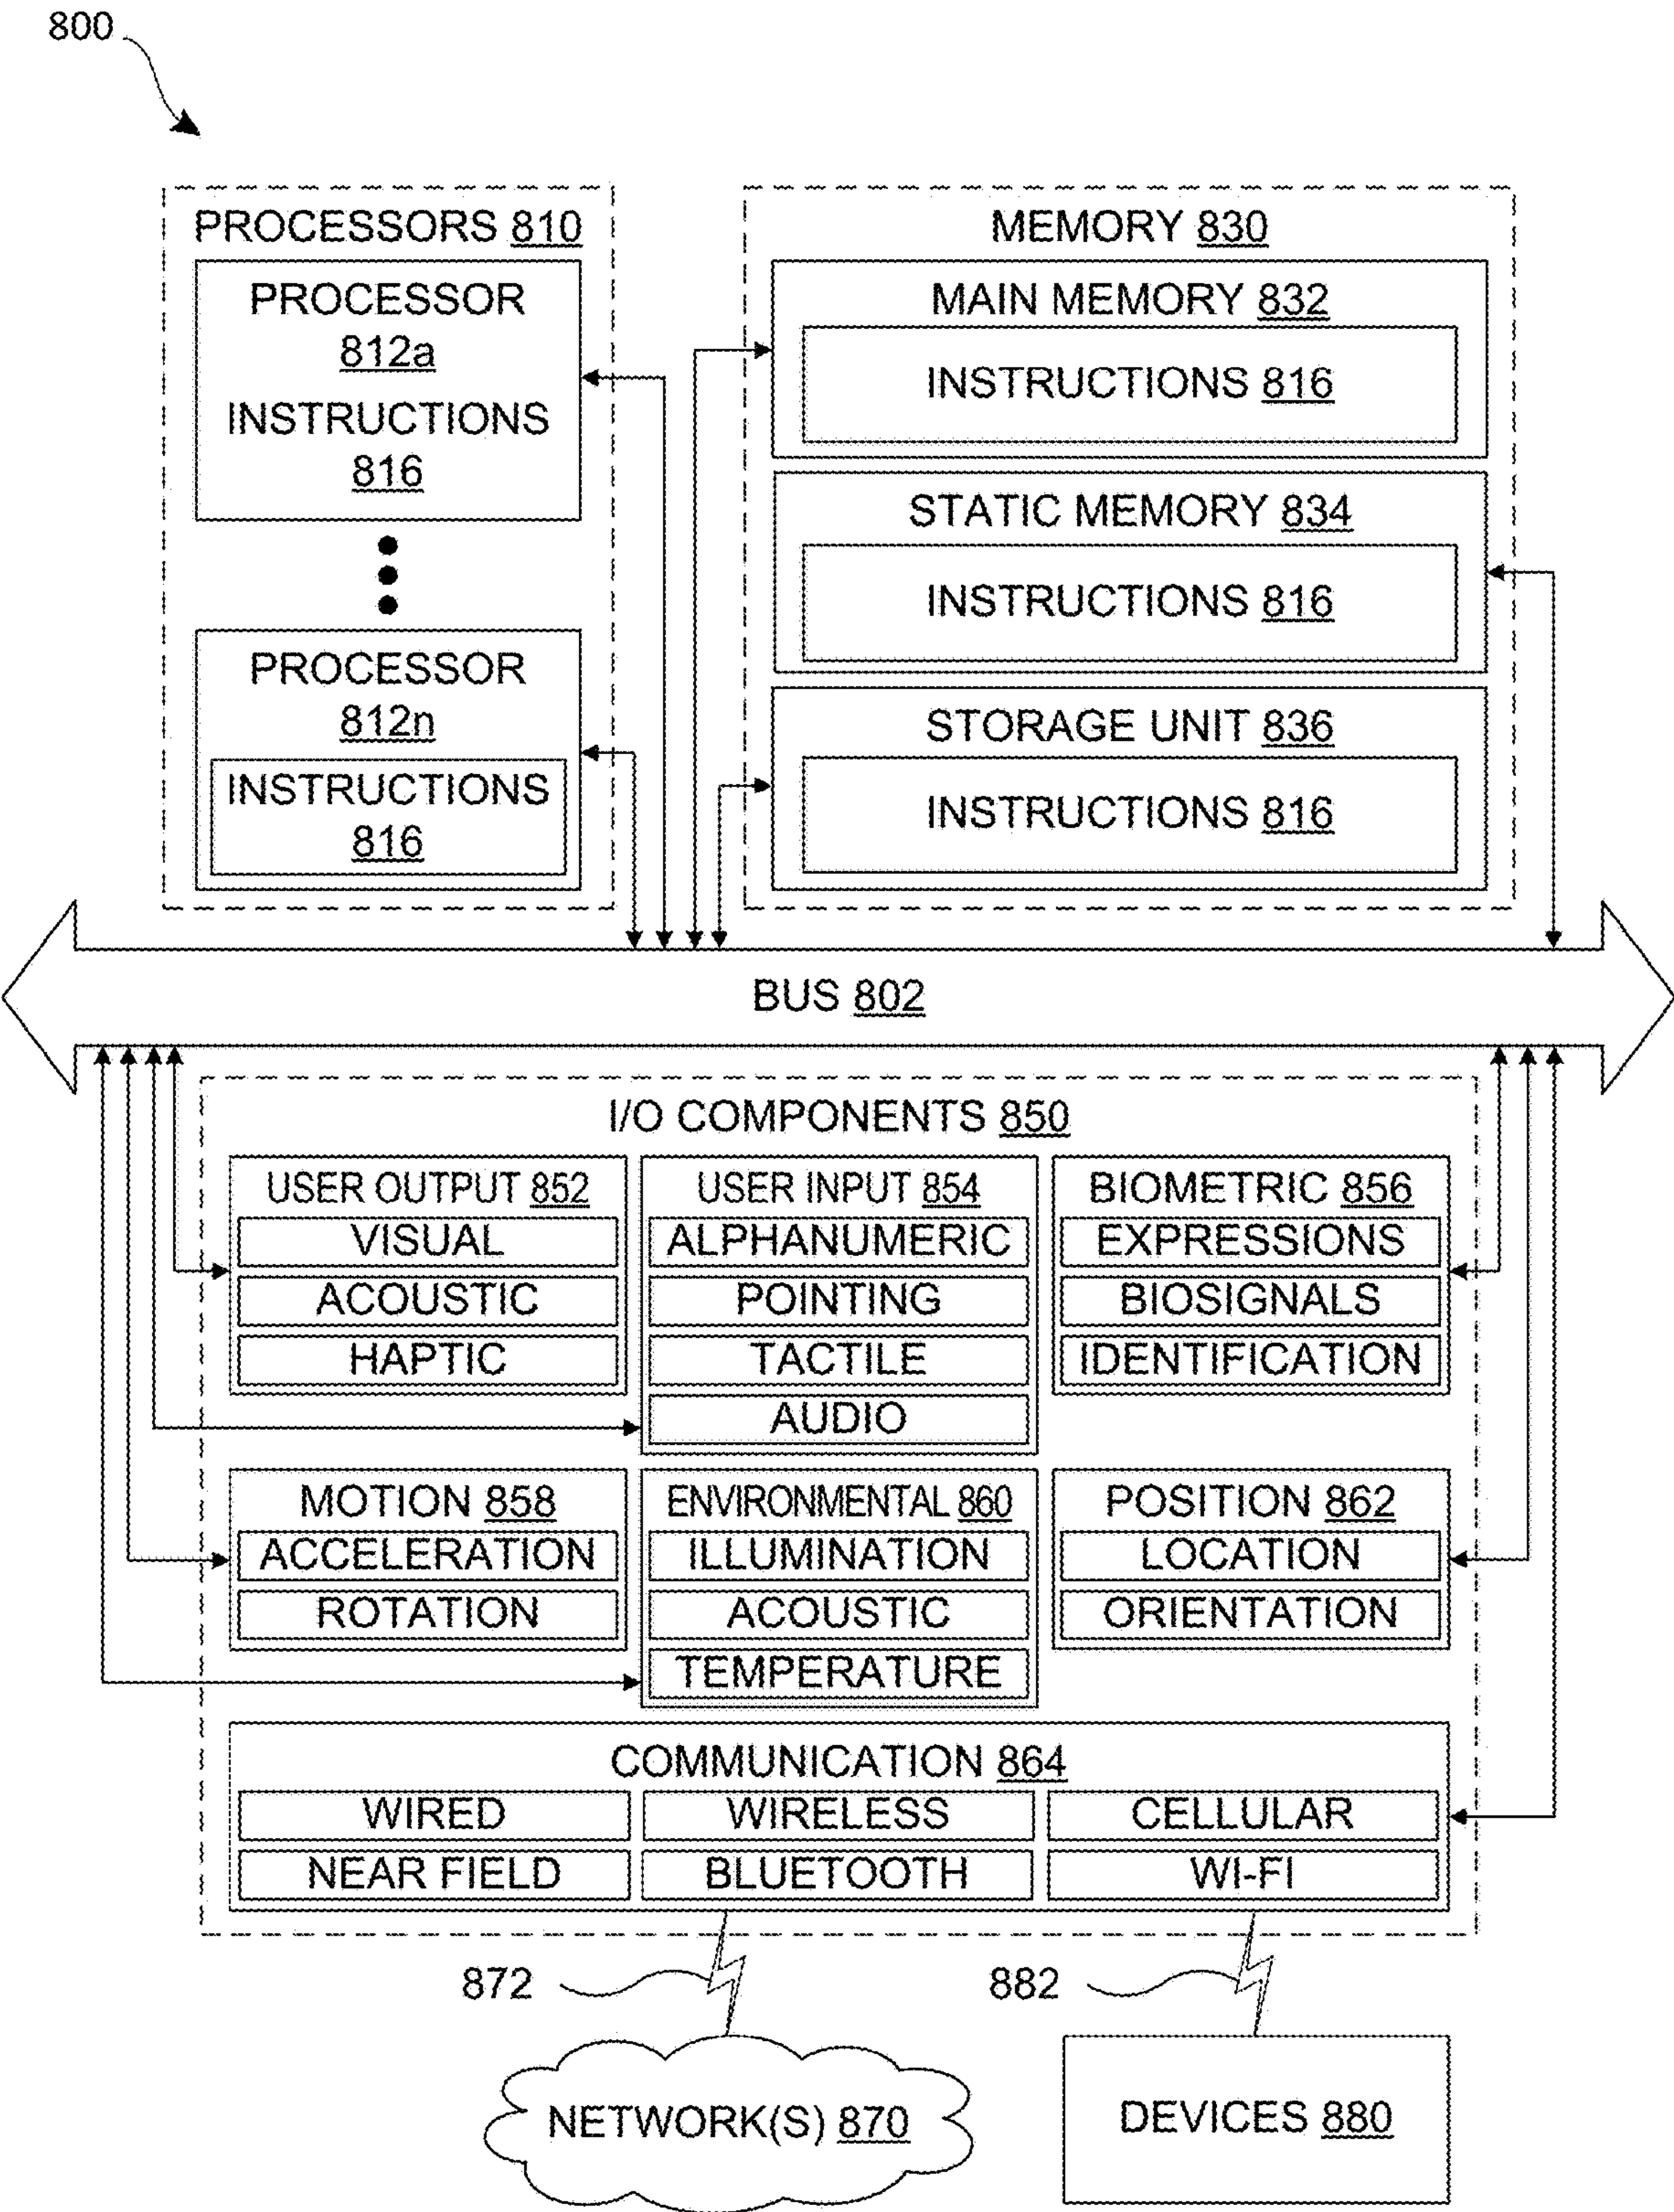 800
PROCESSORS 810
PROCESSOR
812a
INSTRUCTIONS
816
PROCESSOR
812n
INSTRUCTIONS
816
MEMORY 830
MAIN MEMORY 832
INSTRUCTIONS 816
STATIC MEMORY 834
INSTRUCTIONS 816
STORAGE UNIT 836
INSTRUCTIONS 816
BUS 802
I/O COMPONENTS 850
USER OUTPUT 852
VISUAL
ACOUSTIC
HAPTIC
USER INPUT 854
ALPHANUMERIC
POINTING
TACTILE
AUDIO
BIOMETRIC 856
EXPRESSIONS
BIOSIGNALS
IDENTIFICATION
MOTION 858
ACCELERATION
ROTATION
ENVIRONMENTAL 860
ILLUMINATION
ACOUSTIC
TEMPERATURE
POSITION 862
LOCATION
ORIENTATION
COMMUNICATION 864
WIRED
WIRELESS
CELLULAR
NEAR FIELD
BLUETOOTH
WI-FI
872
882
NETWORK(S) 870
DEVICES 880